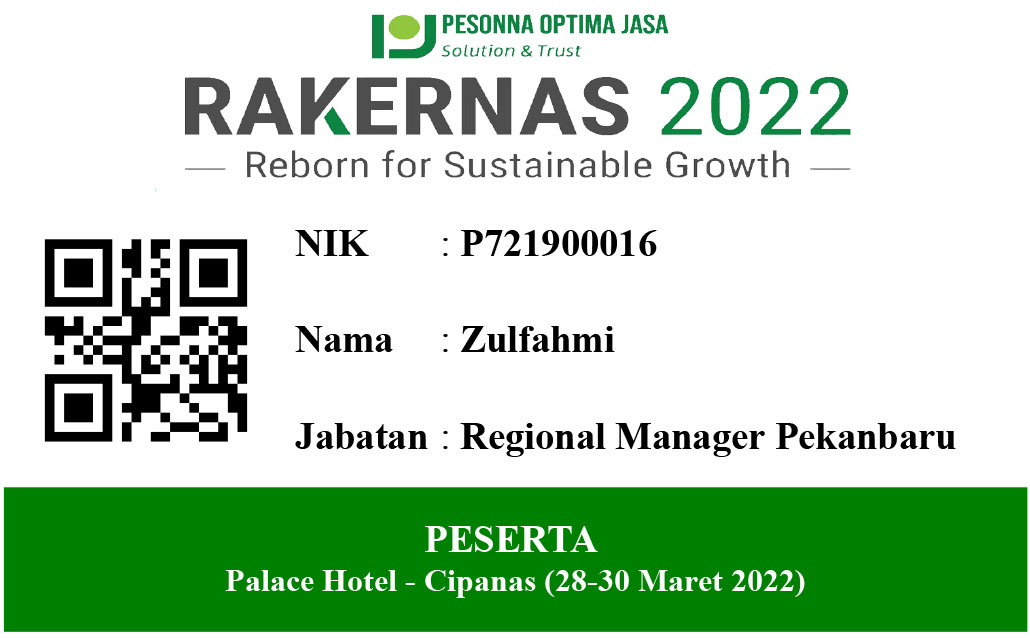 PESONNA OPTIMA JASA
Solution & Trust
RAKERNAS 2022
Reborn for Sustainable Growth
NIK : P721900016
Nama : Zulfahmi
Jabatan : Regional Manager Pekanbaru
PESERTA
Palace Hotel - Cipanas (28-30 Maret 2022)